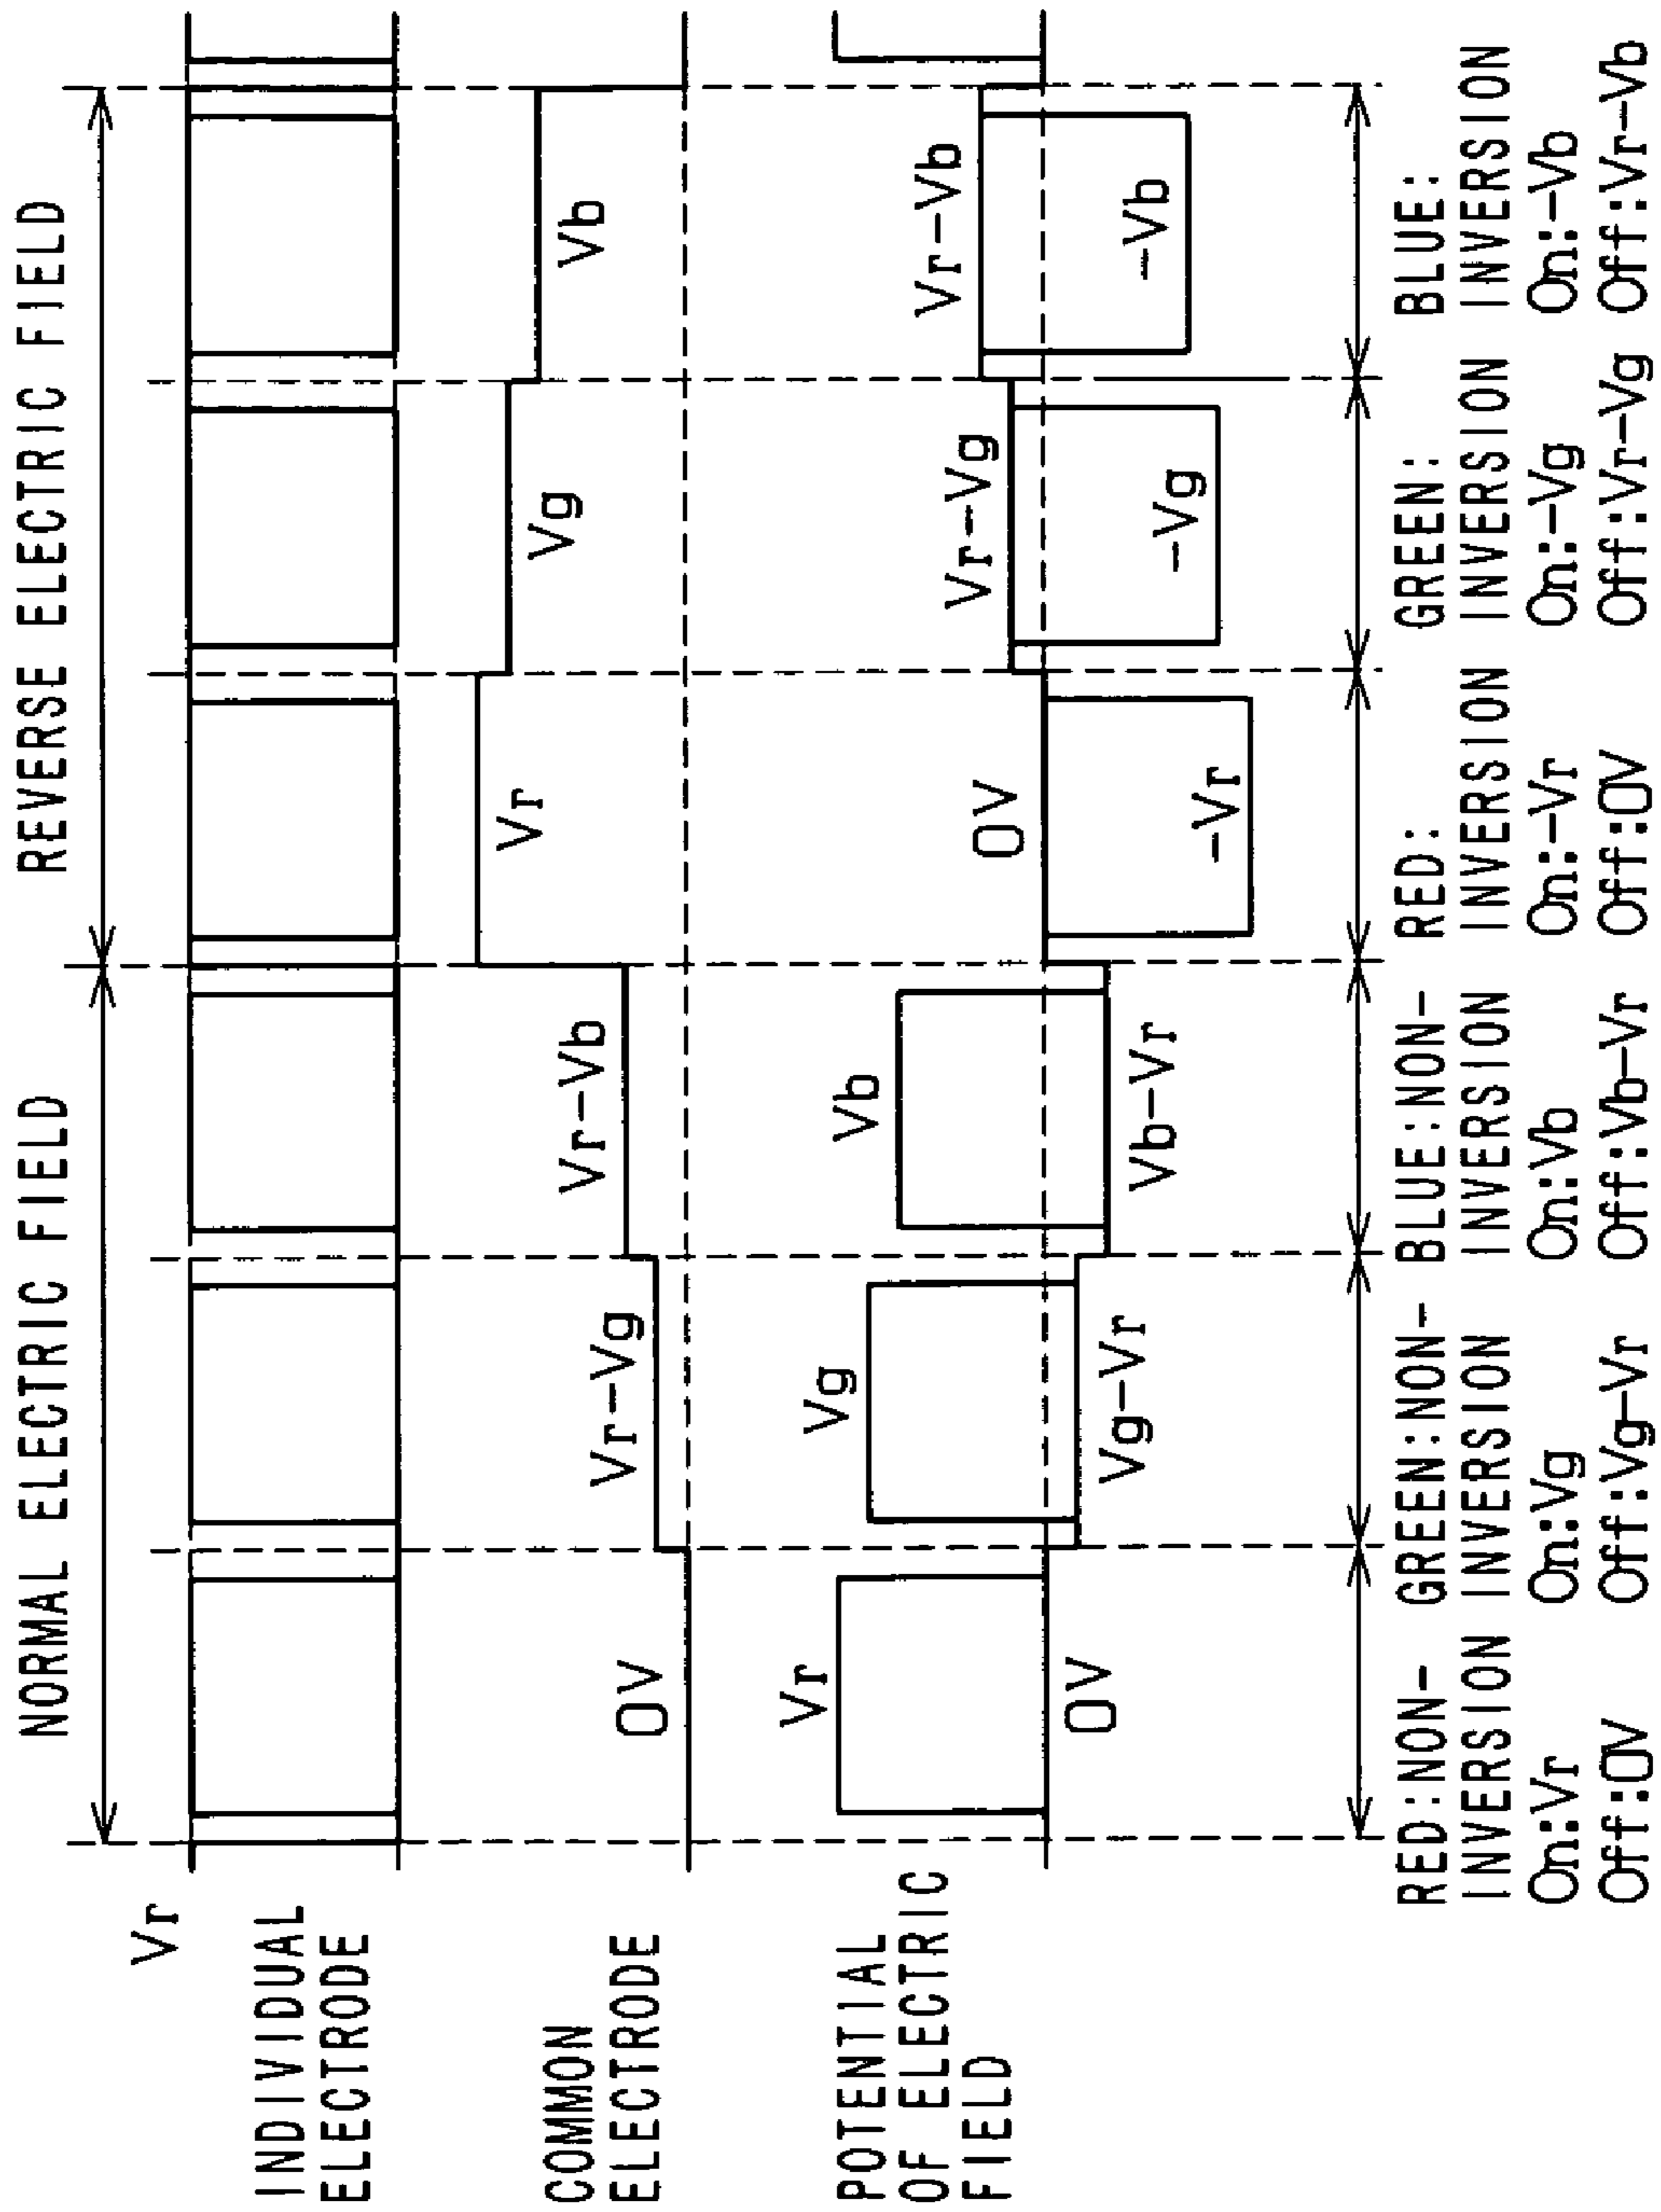 NORMAL ELECTRIC FIELD
REVERSE ELECTRIC FIELD
Vr
INDIVIDUAL
ELECTRODE
COMMON
ELECTRODE
0V
Vr-Vg
Vr-Vb
Vr
Vg
Vb
POTENTIAL
OF ELECTRIC
FIELD
Vr
0V
Vg
Vg-Vr
Vb
Vb-Vr
0V
-Vr
Vr-Vg
-Vg
Vr-Vb
-Vb
RED:NON-
INVERSION
On:Vr
Off:0V
GREEN:NON-
INVERSION
On:Vg
Off:Vg-Vr
BLUE:NON-
INVERSION
On:Vb
Off:Vb-Vr
RED:
INVERSION
On:-Vr
Off:0V
GREEN:
INVERSION
On:-Vg
Off:Vr-Vg
BLUE:
INVERSION
On:-Vb
Off:Vr-Vb